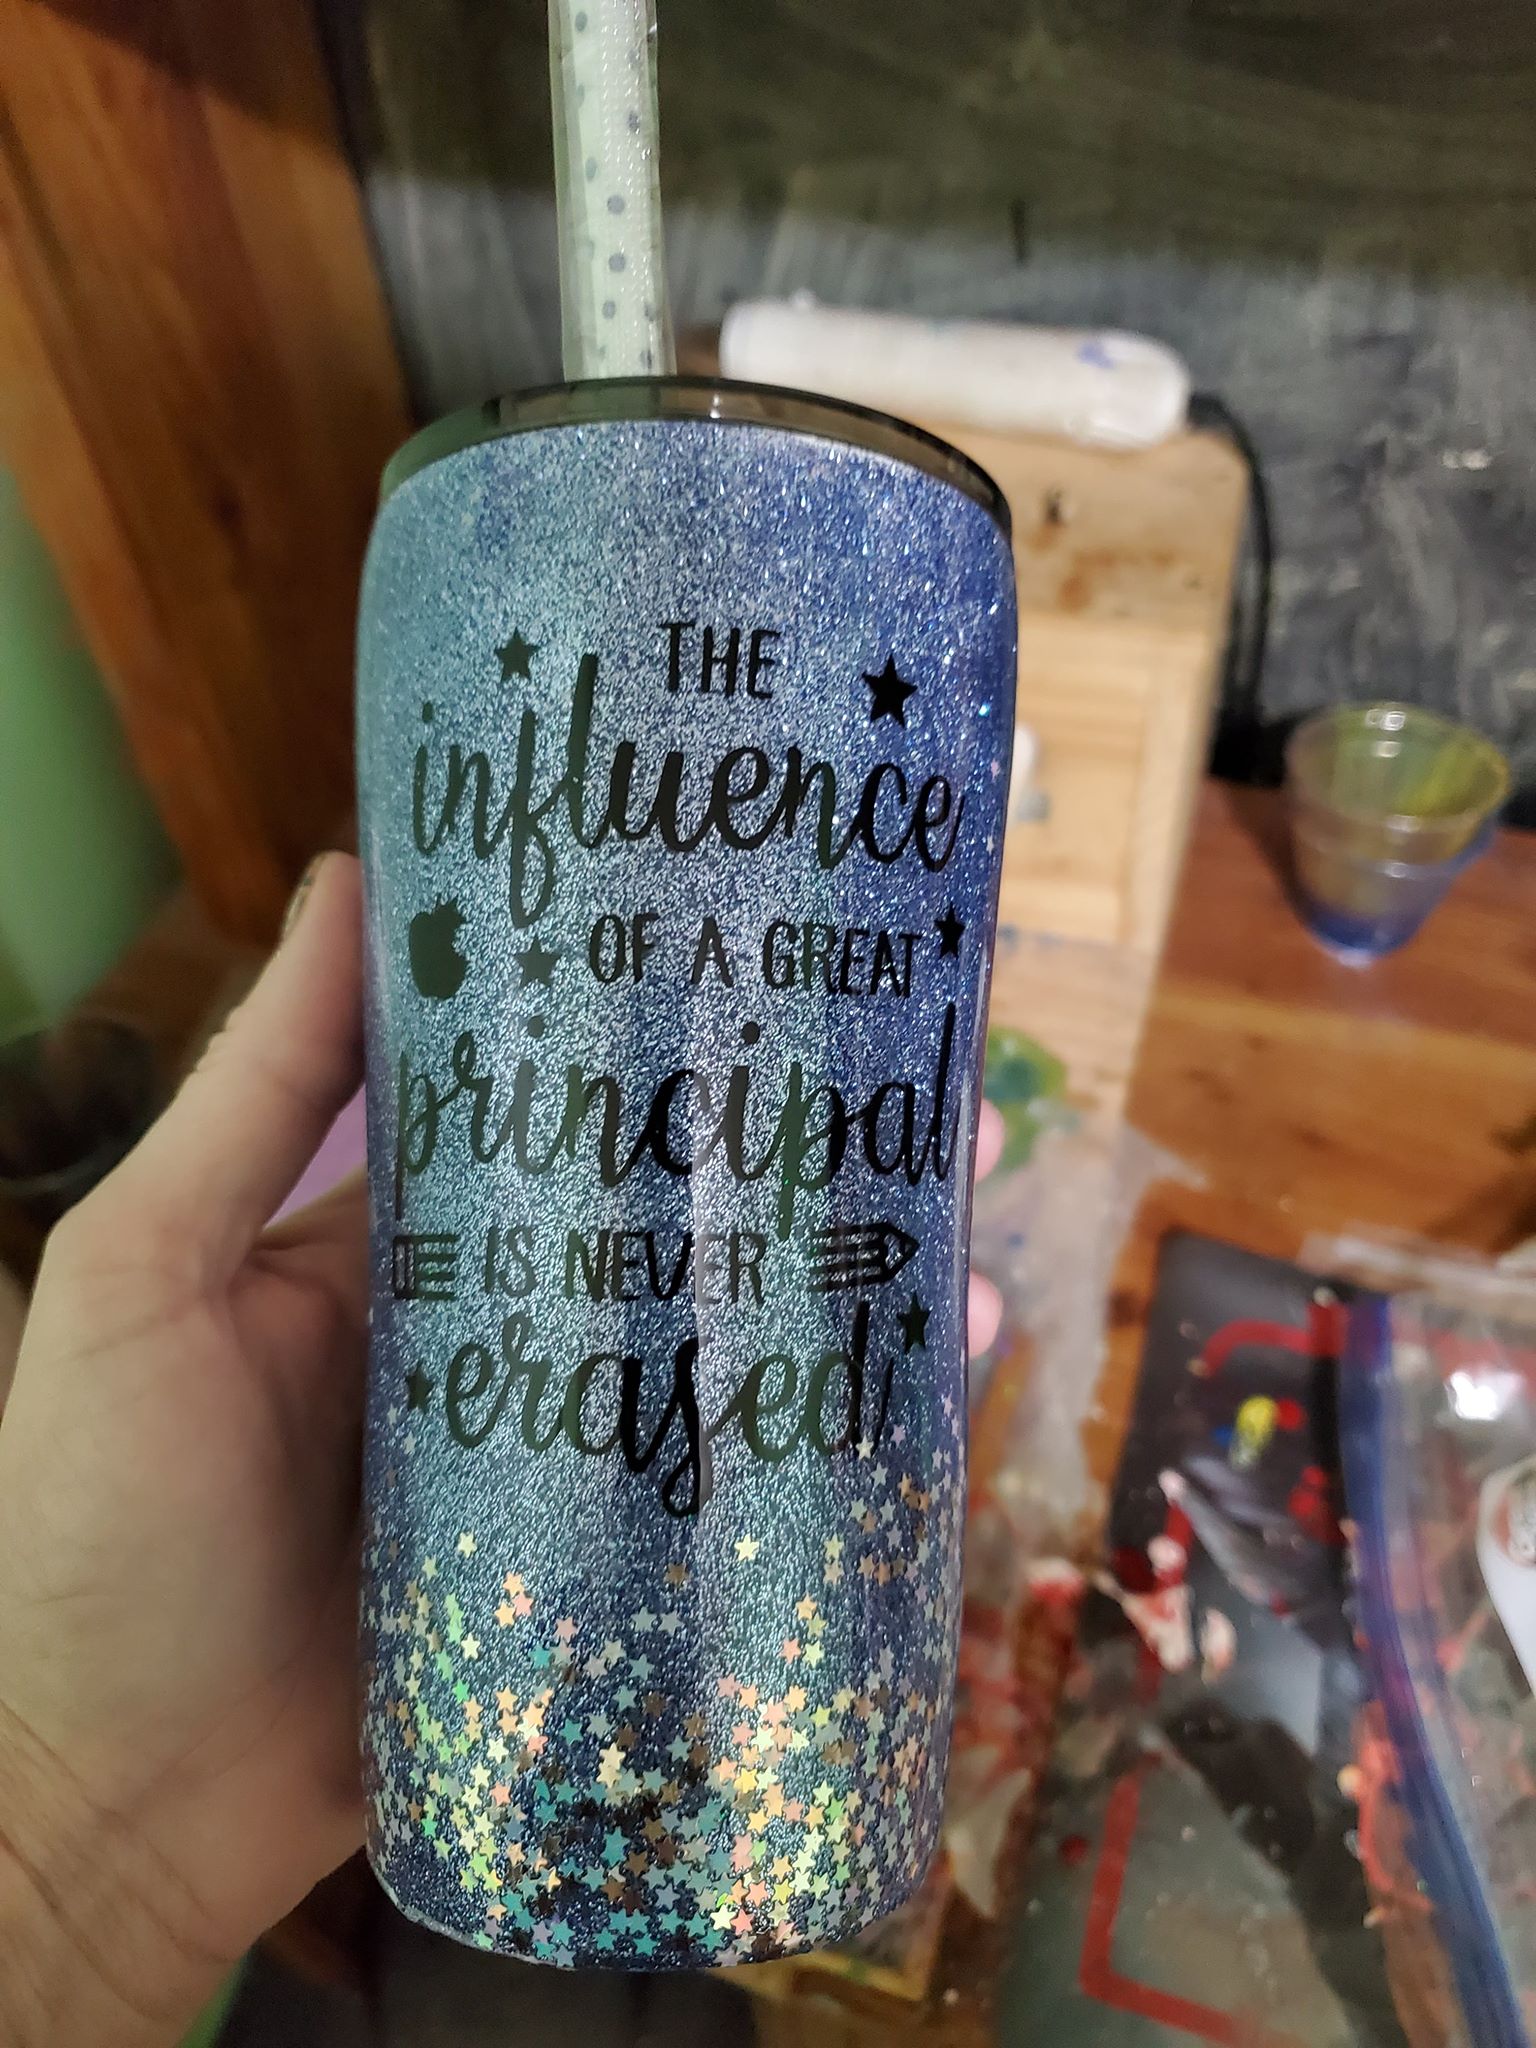 THE
influence
OF A GREAT
principal
IS NEVER
erased